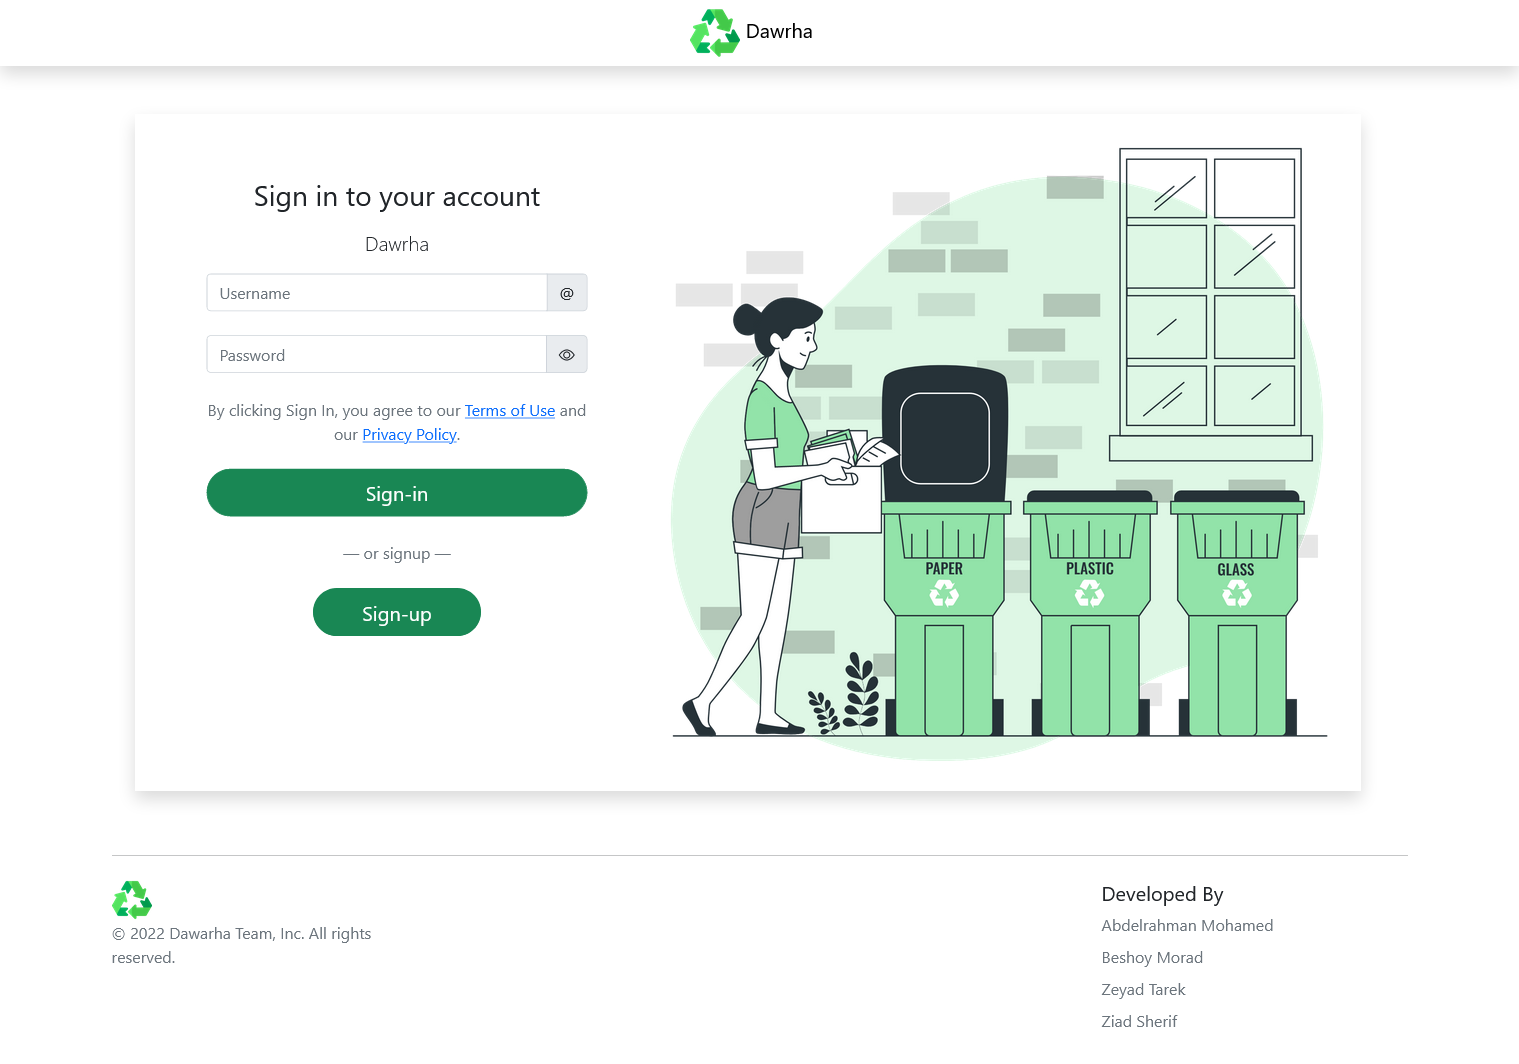 Dawrha
Sign in to your account
Dawrha
Username
@
Password
By clicking Sign In, you agree to our Terms of Use and
our Privacy Policy.
Sign-in
— or signup —
Sign-up
PAPER
PLASTIC
GLASS
© 2022 Dawarha Team, Inc. All rights
reserved.
Developed By
Abdelrahman Mohamed
Beshoy Morad
Zeyad Tarek
Ziad Sherif